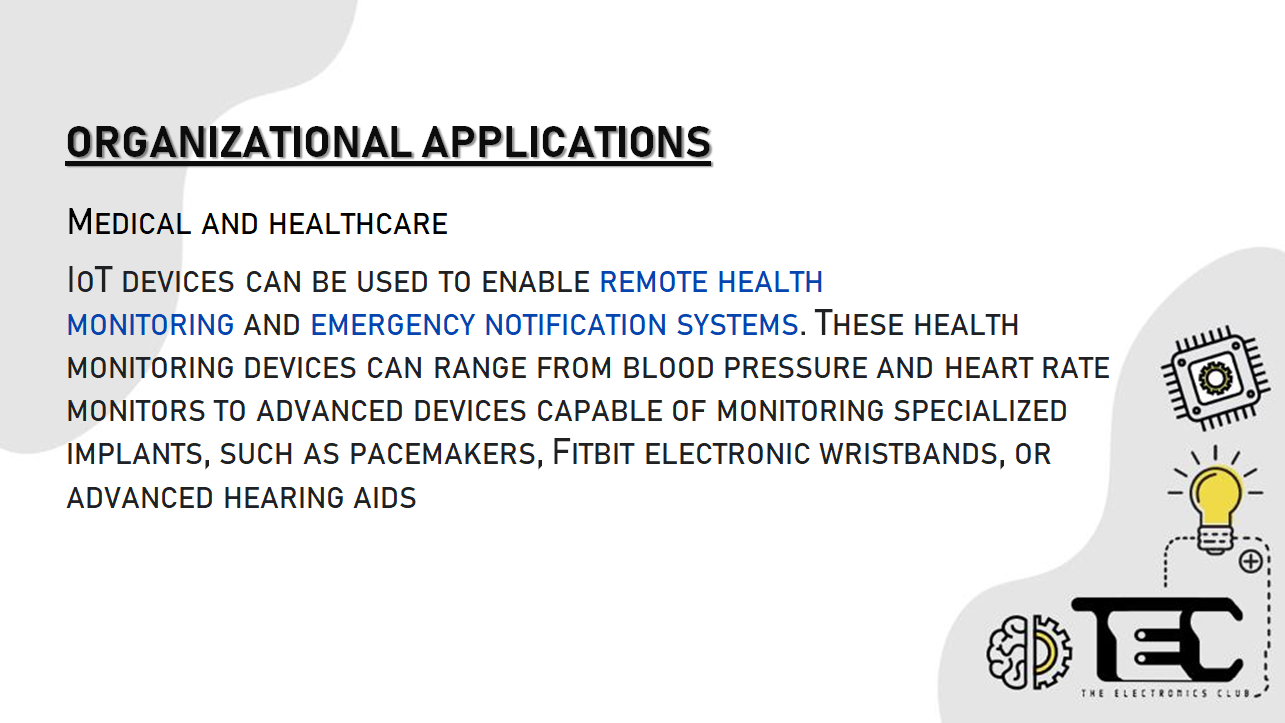 ORGANIZATIONAL APPLICATIONS
MEDICAL AND HEALTHCARE
IOT DEVICES CAN BE USED TO ENABLE REMOTE HEALTH
MONITORING AND EMERGENCY NOTIFICATION SYSTEMS. THESE HEALTH
MONITORING DEVICES CAN RANGE FROM BLOOD PRESSURE AND HEART RATE
MONITORS TO ADVANCED DEVICES CAPABLE OF MONITORING SPECIALIZED
IMPLANTS, SUCH AS PACEMAKERS, FITBIT ELECTRONIC WRISTBANDS, OR
ADVANCED HEARING AIDS
TEC
THE ELECTRONICS CLUB